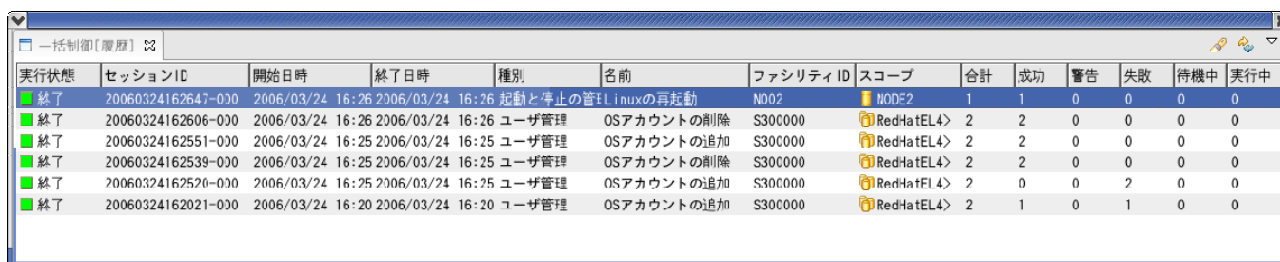 一括制御[履歴]
実行状態 セッションID 開始日時 終了日時 種別 名前 ファシリティID スコープ 合計 成功 警告 失敗 待機中 実行中
終了 20060324162647-000 2006/03/24 16:26 2006/03/24 16:26 起動と停止の管理 Linuxの再起動 N002 NODE2 1 1 0 0 0 0
終了 20060324162606-000 2006/03/24 16:26 2006/03/24 16:26 ユーザ管理 OSアカウントの削除 S300000 RedHatEL4> 2 2 0 0 0 0
終了 20060324162551-000 2006/03/24 16:25 2006/03/24 16:25 ユーザ管理 OSアカウントの追加 S300000 RedHatEL4> 2 2 0 0 0 0
終了 20060324162539-000 2006/03/24 16:25 2006/03/24 16:25 ユーザ管理 OSアカウントの削除 S300000 RedHatEL4> 2 2 0 0 0 0
終了 20060324162520-000 2006/03/24 16:25 2006/03/24 16:25 ユーザ管理 OSアカウントの追加 S300000 RedHatEL4> 2 0 0 2 0 0
終了 20060324162021-000 2006/03/24 16:20 2006/03/24 16:20 ユーザ管理 OSアカウントの追加 S300000 RedHatEL4> 2 1 0 1 0 0